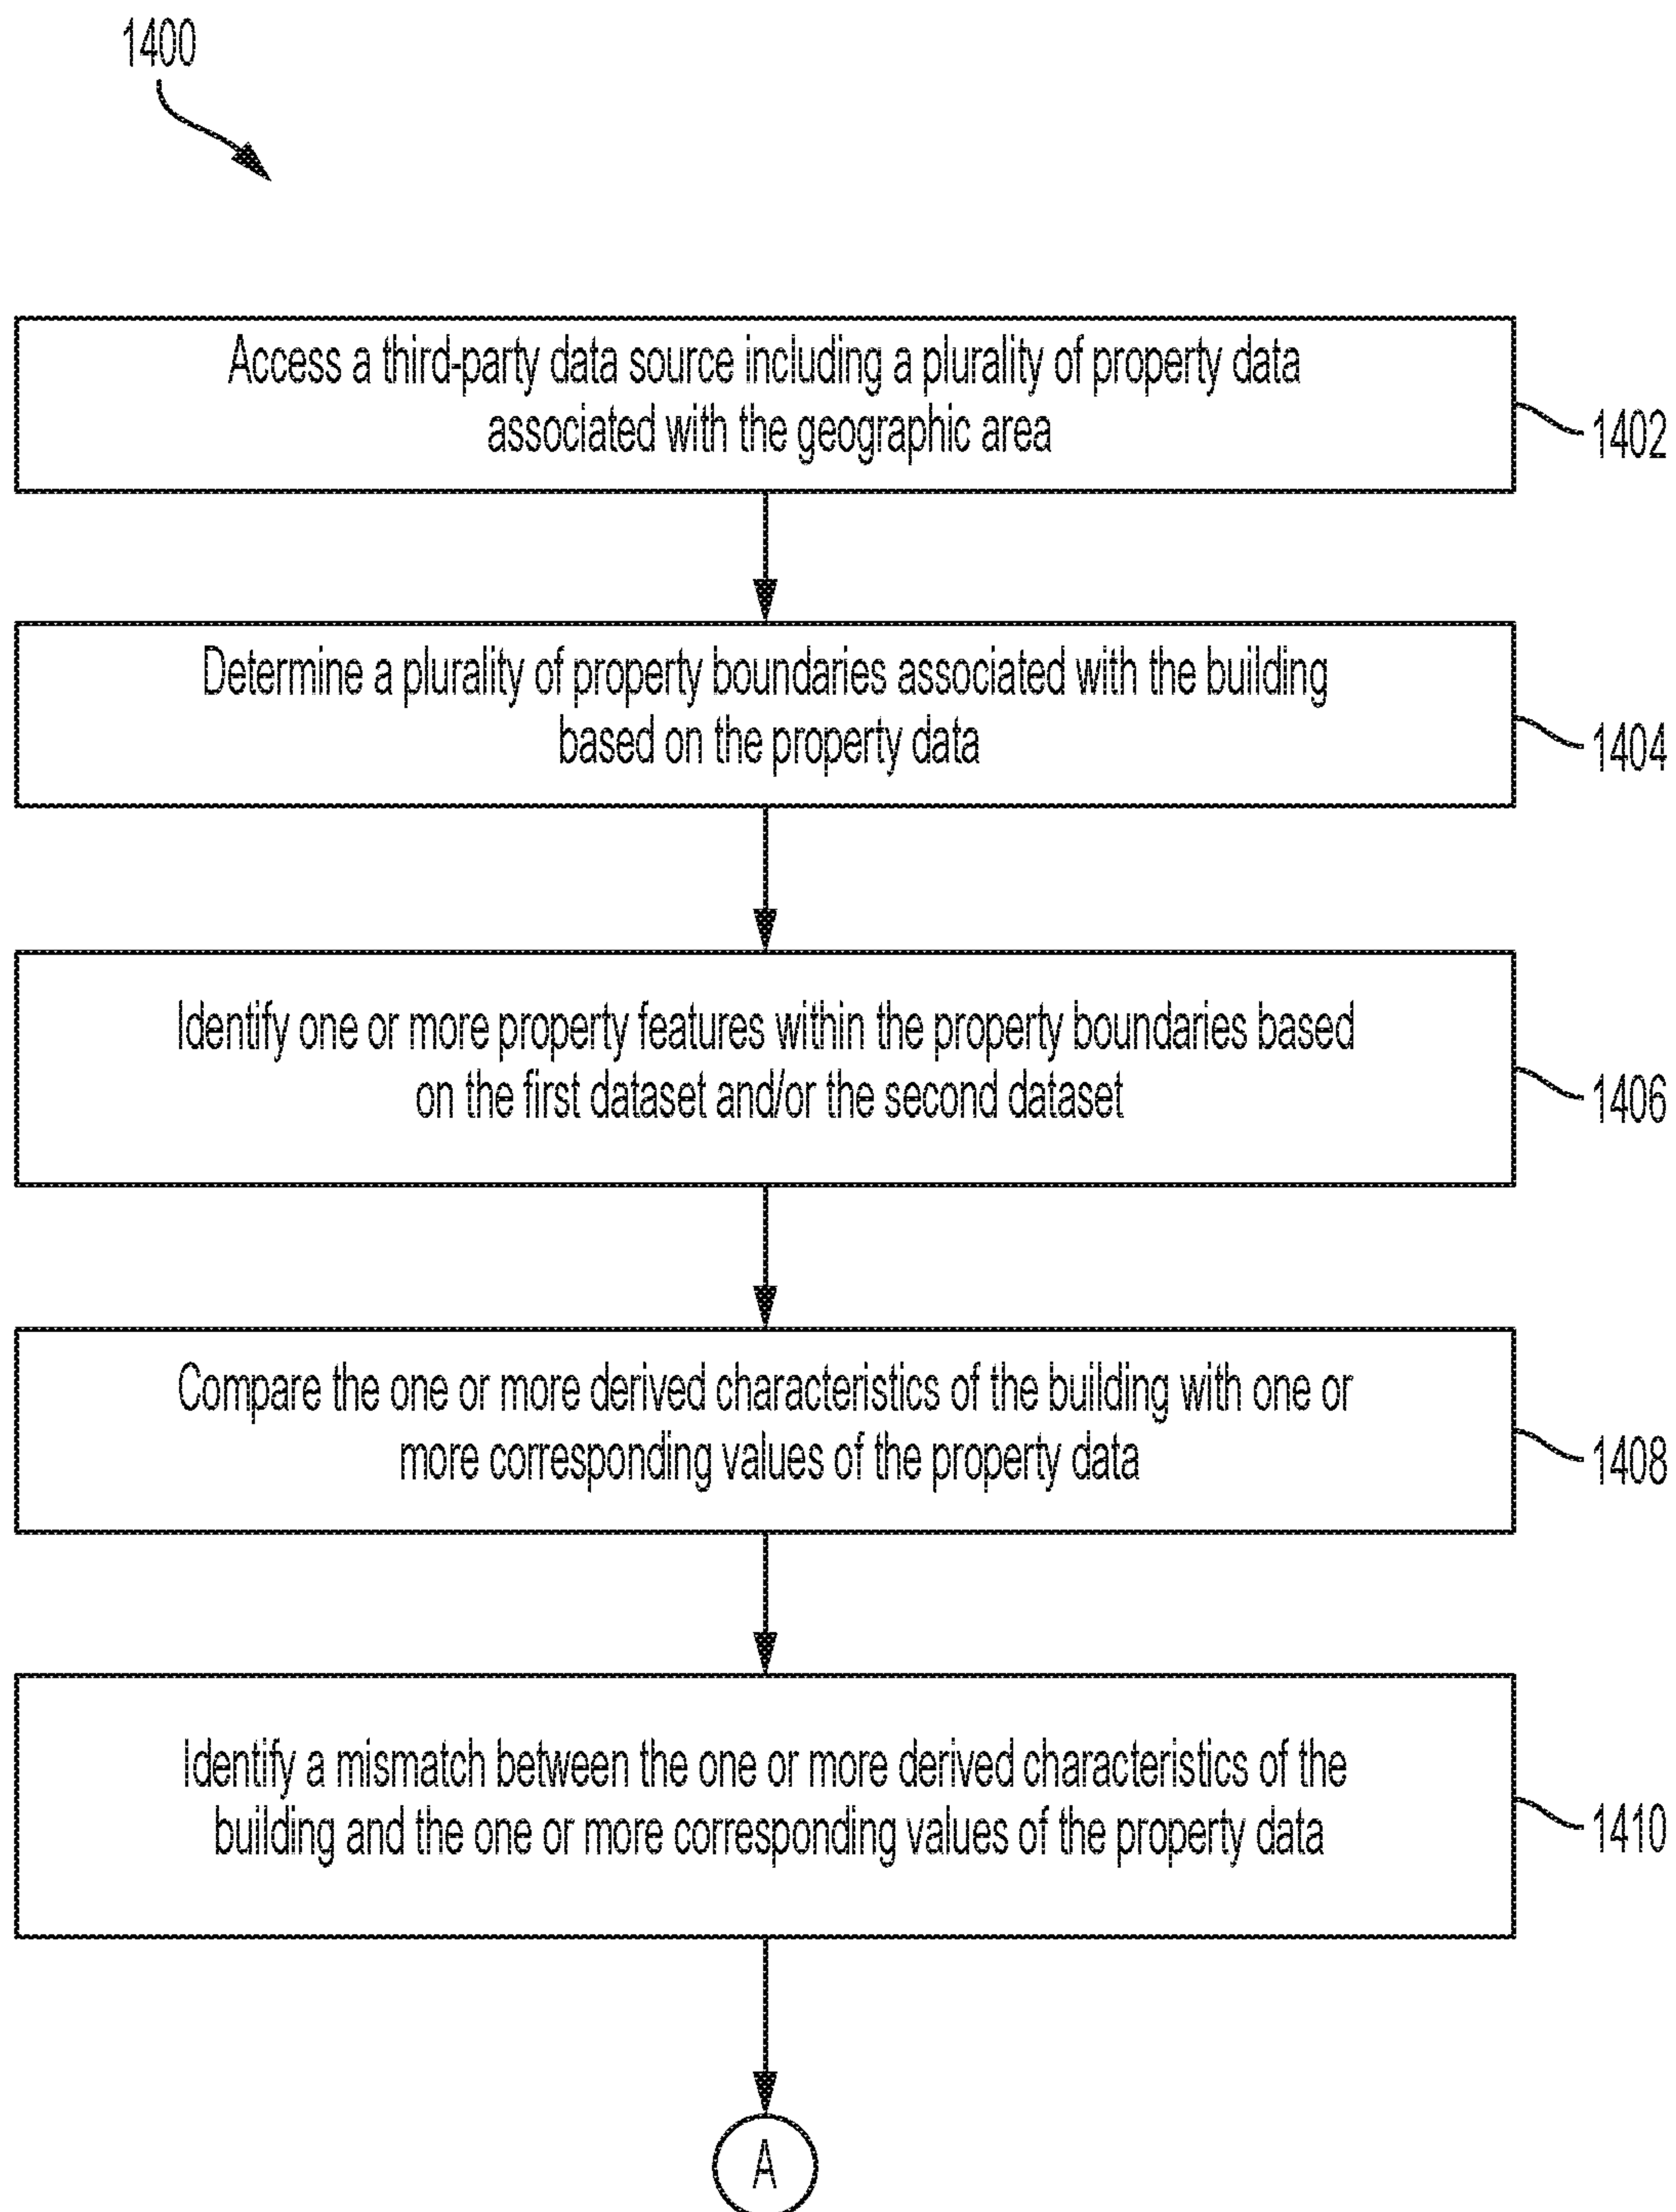 1400
Access a third-party data source including a plurality of property data
associated with the geographic area
1402
Determine a plurality of property boundaries associated with the building
based on the property data
1404
Identify one or more property features within the property boundaries based
on the first dataset and/or the second dataset
1406
Compare the one or more derived characteristics of the building with one or
more corresponding values of the property data
1408
Identify a mismatch between the one or more derived characteristics of the
building and the one or more corresponding values of the property data
1410
A